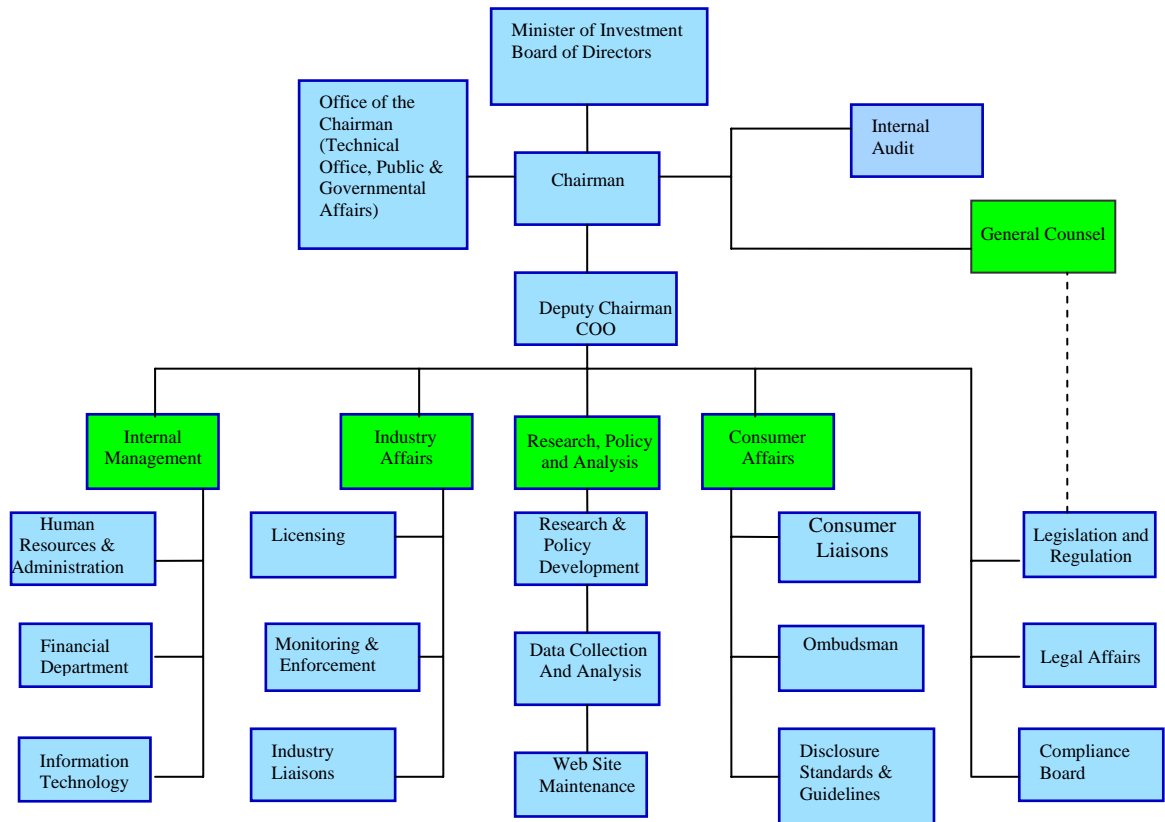 Minister of Investment
Board of Directors
Office of the
Chairman
(Technical
Office, Public &
Governmental
Affairs)
Internal
Audit
Chairman
General Counsel
Deputy Chairman
COO
Internal
Management
Industry
Affairs
Research, Policy
and Analysis
Consumer
Affairs
Human
Resources &
Administration
Licensing
Research &
Policy
Development
Consumer
Liaisons
Legislation and
Regulation
Financial
Department
Monitoring &
Enforcement
Data Collection
And Analysis
Ombudsman
Legal Affairs
Information
Technology
Industry
Liaisons
Web Site
Maintenance
Disclosure
Standards &
Guidelines
Compliance
Board